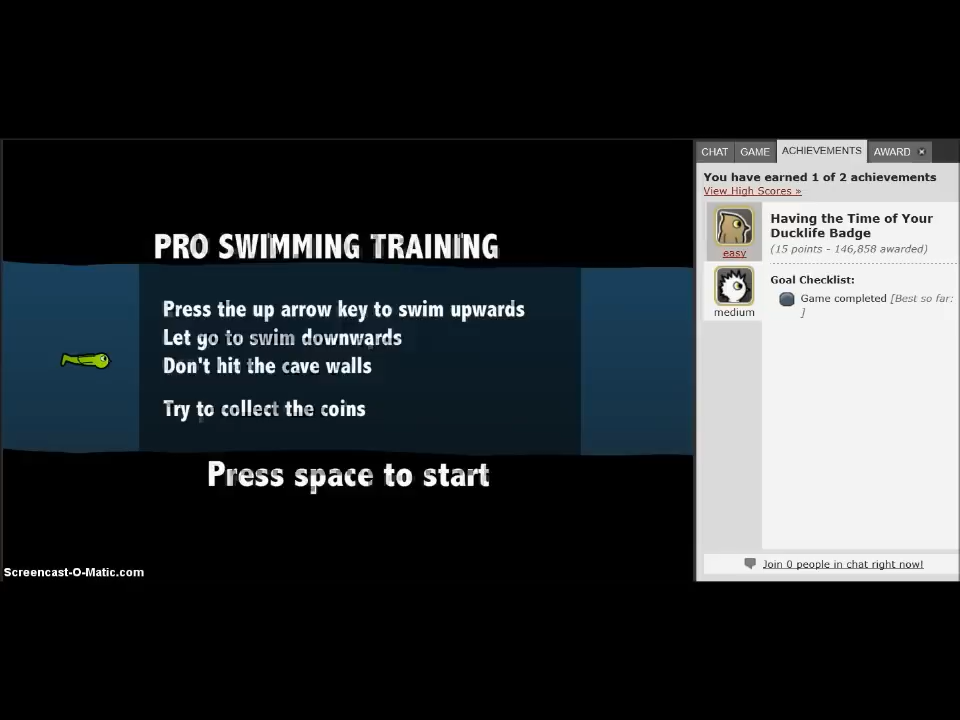 PRO SWIMMING TRAINING
Press the up arrow key to swim upwards
Let go to swim downwards
Don't hit the cave walls
Try to collect the coins
Press space to start
Screencast-O-Matic.com
CHAT GAME ACHIEVEMENTS AWARD
You have earned 1 of 2 achievements
View High Scores »
easy
Having the Time of Your
Ducklife Badge
(15 points - 146,858 awarded)
medium
Goal Checklist:
Game completed [Best so far:
]
Join 0 people in chat right now!